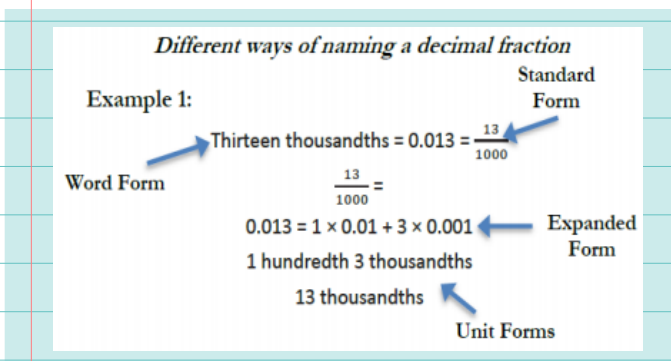 Different ways of naming a decimal fraction
Standard
Form
Example 1:
Thirteen thousandths = 0.013 = 13/1000
Word Form
13/1000 =
0.013 = 1 × 0.01 + 3 × 0.001
Expanded
Form
1 hundredth 3 thousandths
13 thousandths
Unit Forms